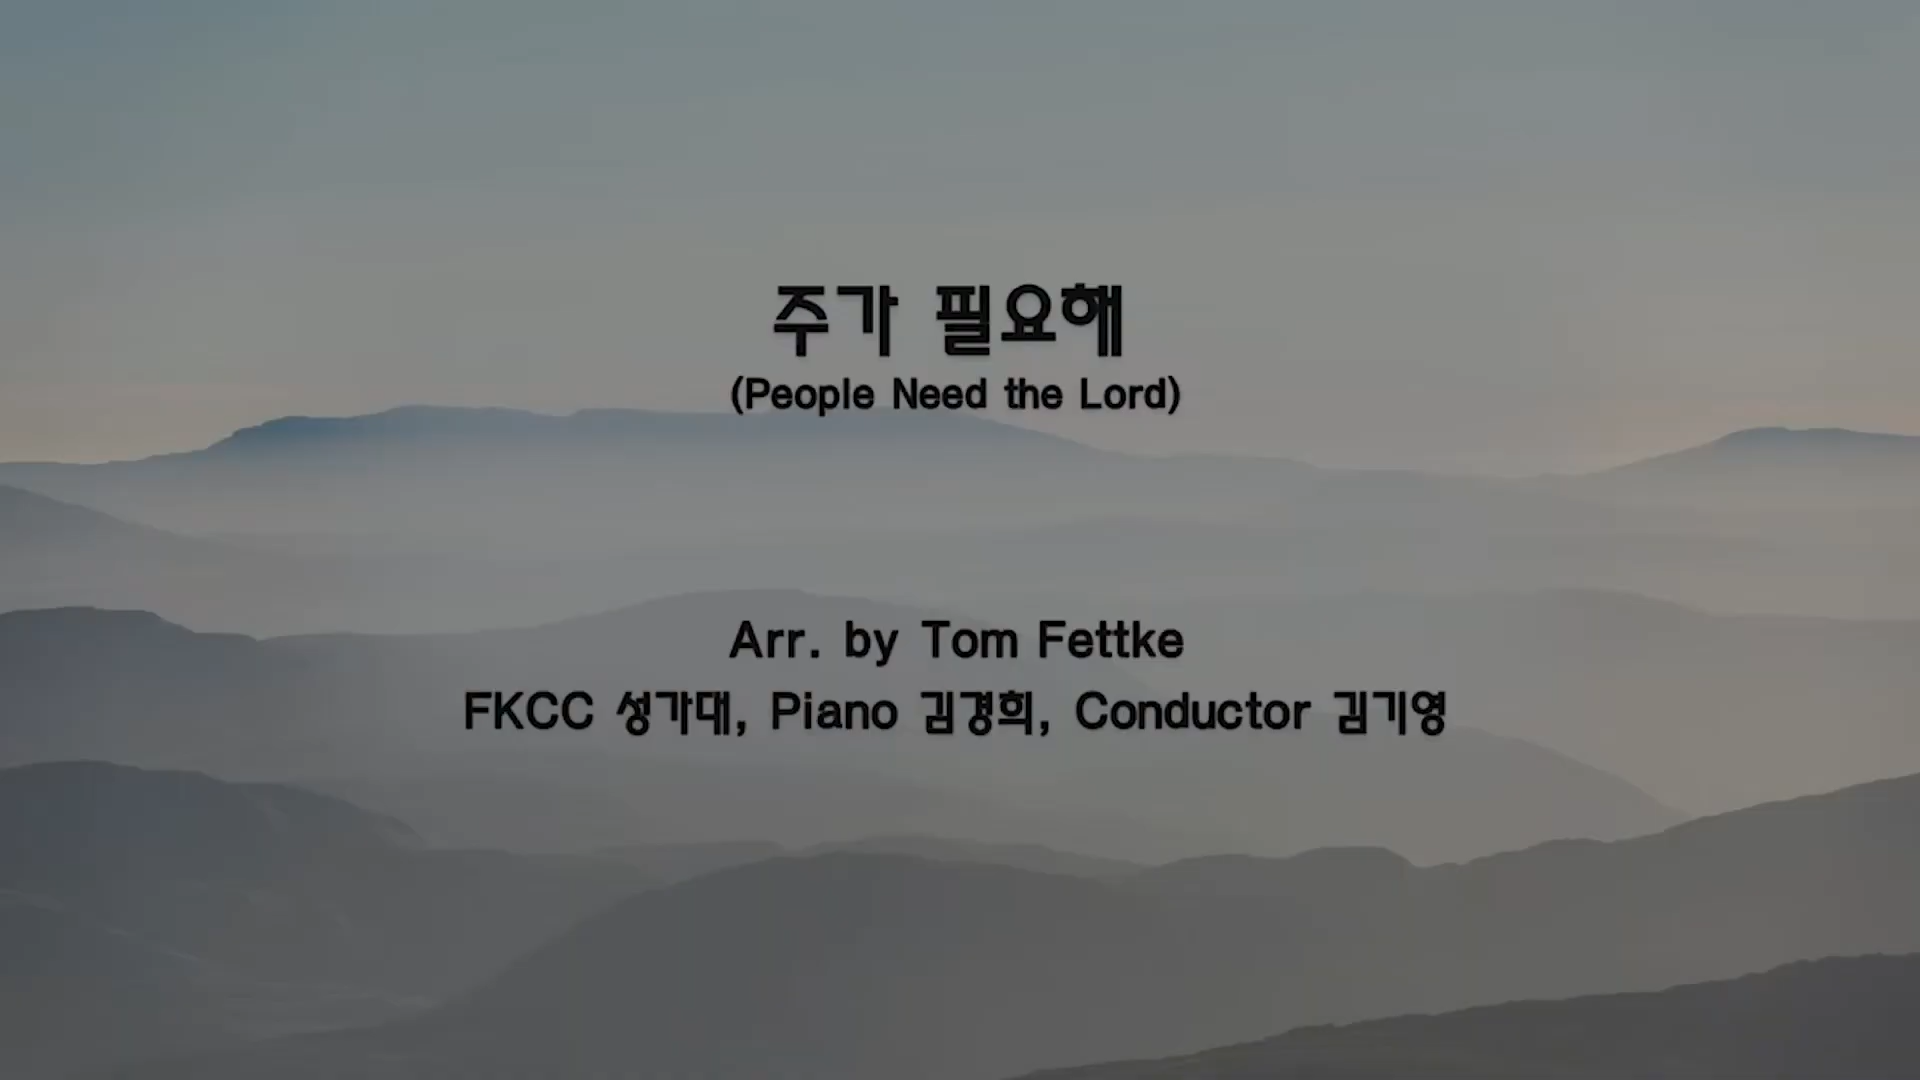 주가 필요해
(People Need the Lord)
Arr. by Tom Fettke
FKCC 성가대, Piano 김경희, Conductor 김기영